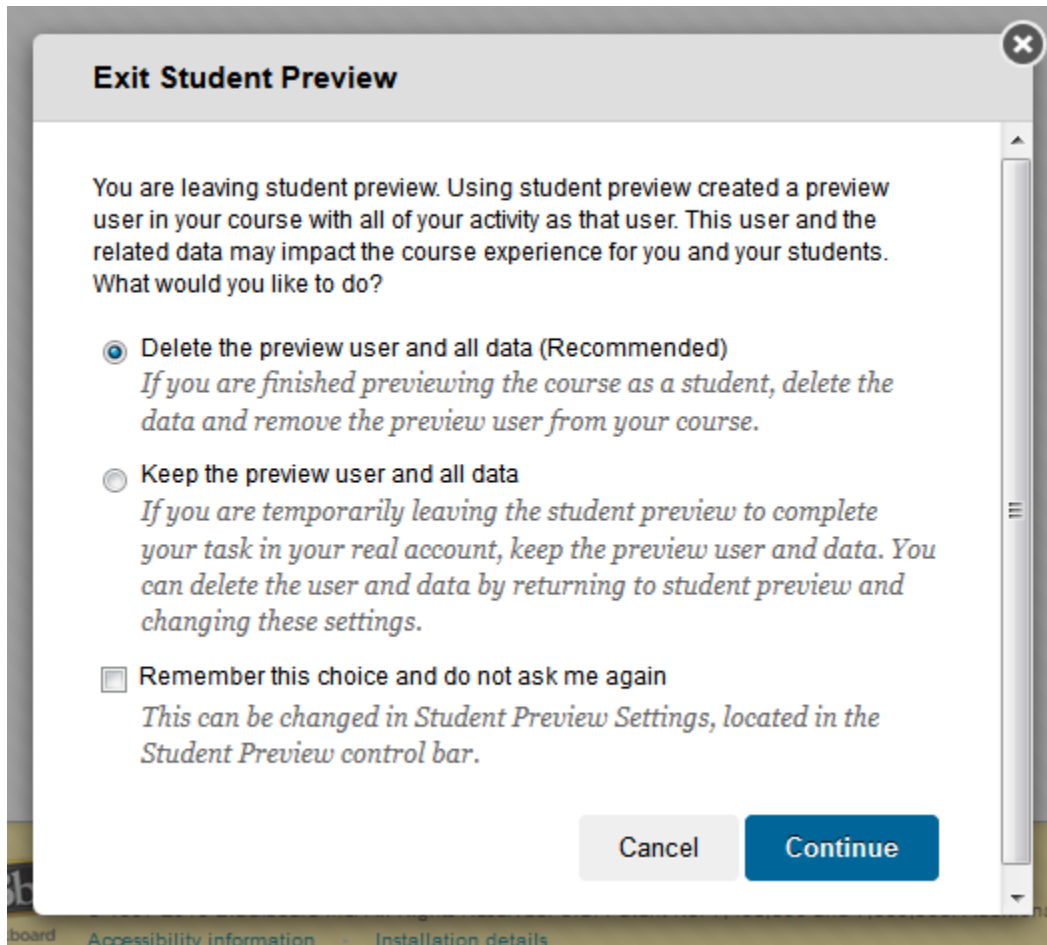 Exit Student Preview
You are leaving student preview. Using student preview created a preview
user in your course with all of your activity as that user. This user and the
related data may impact the course experience for you and your students.
What would you like to do?
Delete the preview user and all data (Recommended)
If you are finished previewing the course as a student, delete the
data and remove the preview user from your course.
Keep the preview user and all data
If you are temporarily leaving the student preview to complete
your task in your real account, keep the preview user and data. You
can delete the user and data by returning to student preview and
changing these settings.
Remember this choice and do not ask me again
This can be changed in Student Preview Settings, located in the
Student Preview control bar.
Cancel
Continue
Accessibility information
Installation details